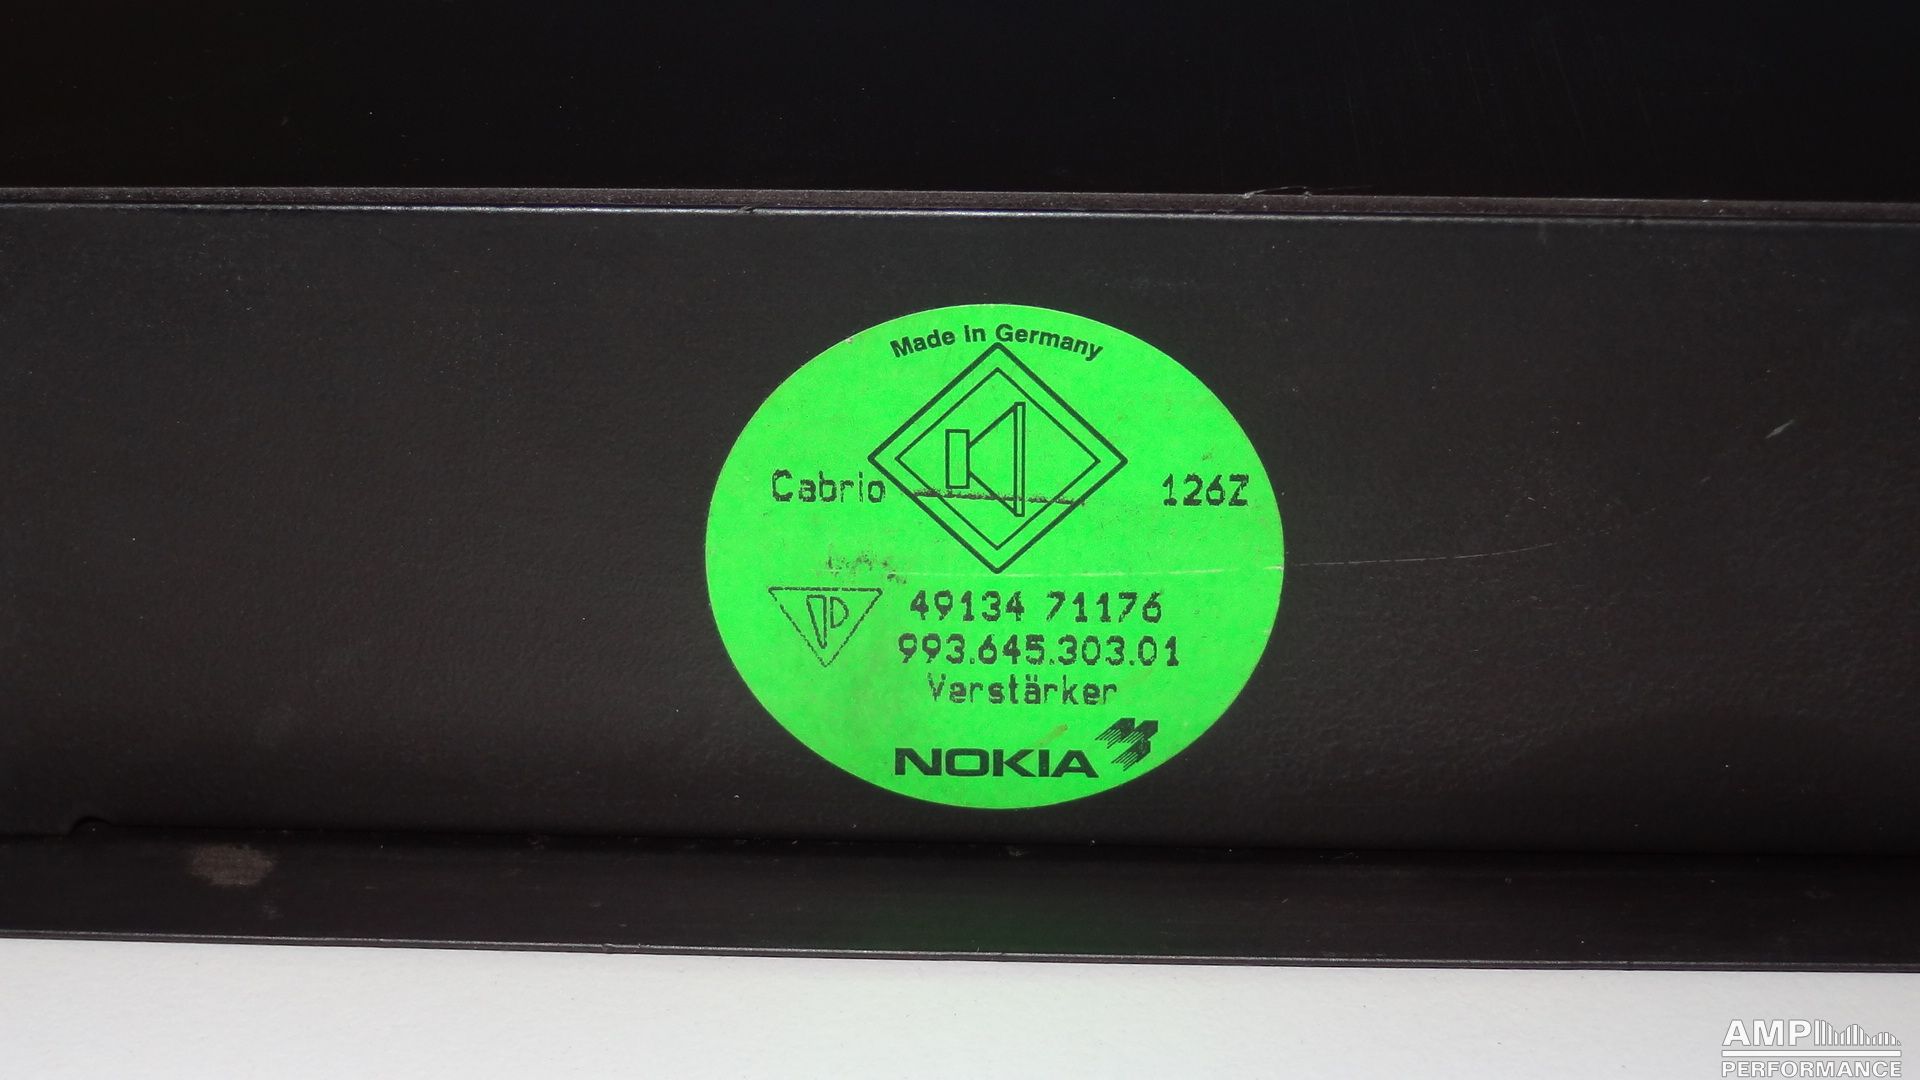 Made in Germany
Cabrio 126Z
49134 71176
993.645.303.01
Verstärker
NOKIA
AMP
PERFORMANCE